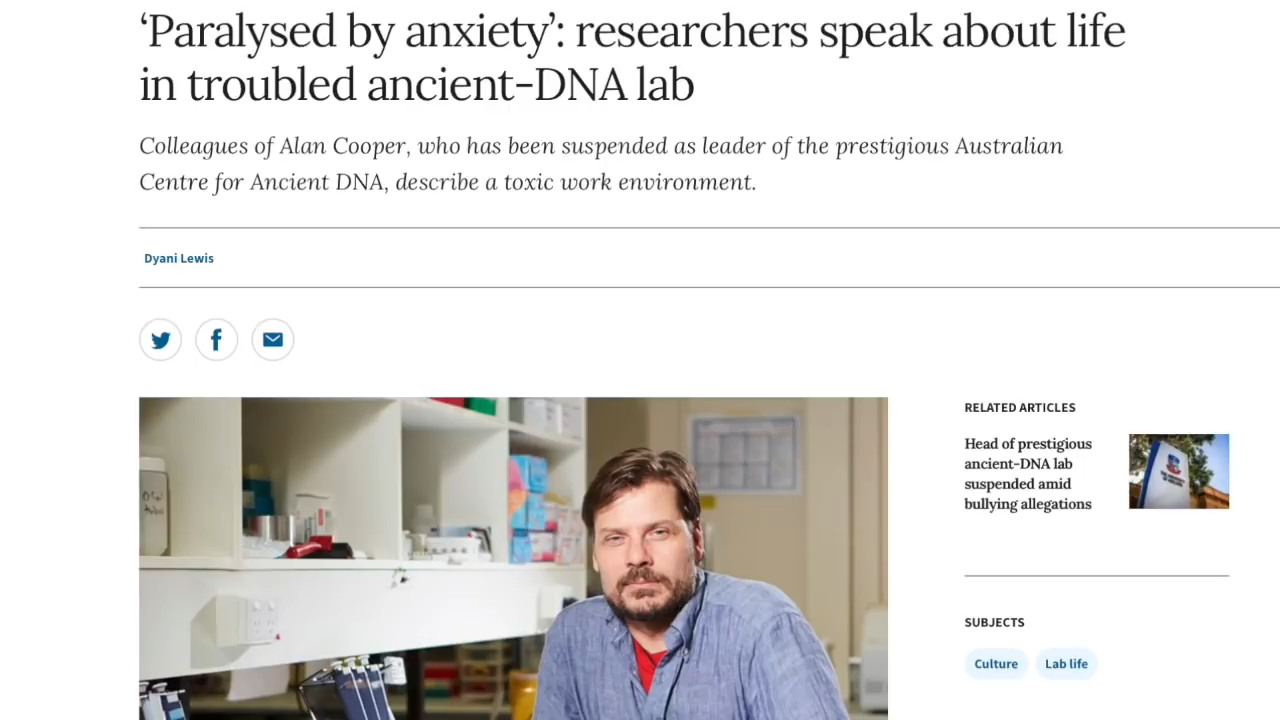 ‘Paralysed by anxiety’: researchers speak about life
in troubled ancient-DNA lab
Colleagues of Alan Cooper, who has been suspended as leader of the prestigious Australian
Centre for Ancient DNA, describe a toxic work environment.
Dyani Lewis
RELATED ARTICLES
Head of prestigious
ancient-DNA lab
suspended amid
bullying allegations
SUBJECTS
Culture
Lab life